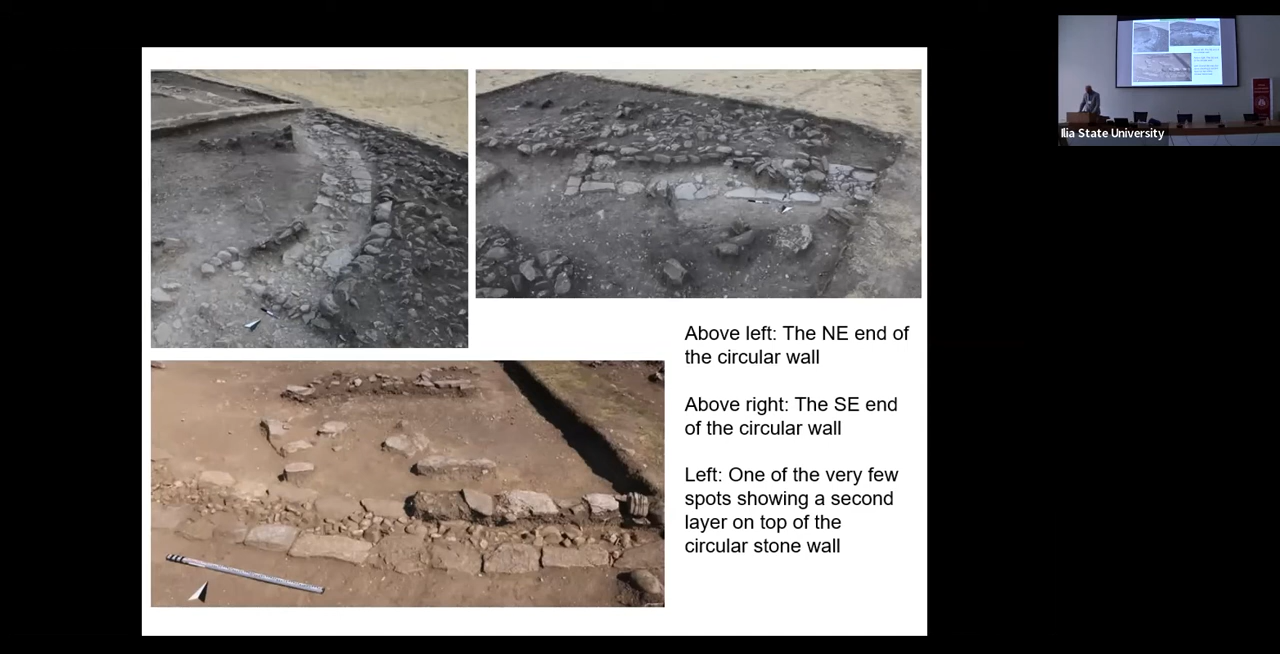 Ilia State University
Above left: The NE end of
the circular wall
Above right: The SE end
of the circular wall
Left: One of the very few
spots showing a second
layer on top of the
circular stone wall